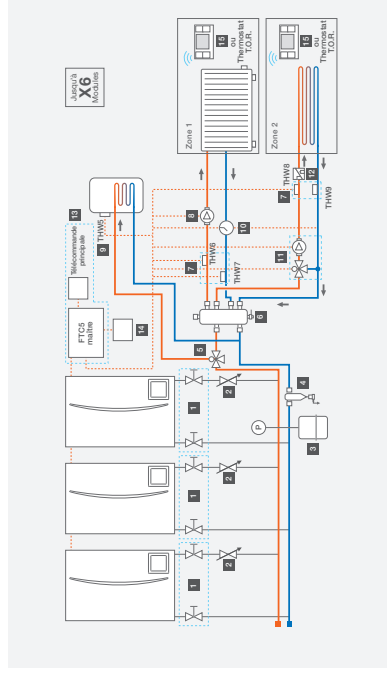 Jusqu'à
X6
Modules
13
Télécommande
principale
FTC5
maître
14
9
THW5
1
1
1
2
2
2
5
7
8
THW6
THW7
10
6
Zone 1
15
ou
Thermostat
T.O.R.
P
3
4
11
7
THW8
12
THW9
Zone 2
15
ou
Thermostat
T.O.R.